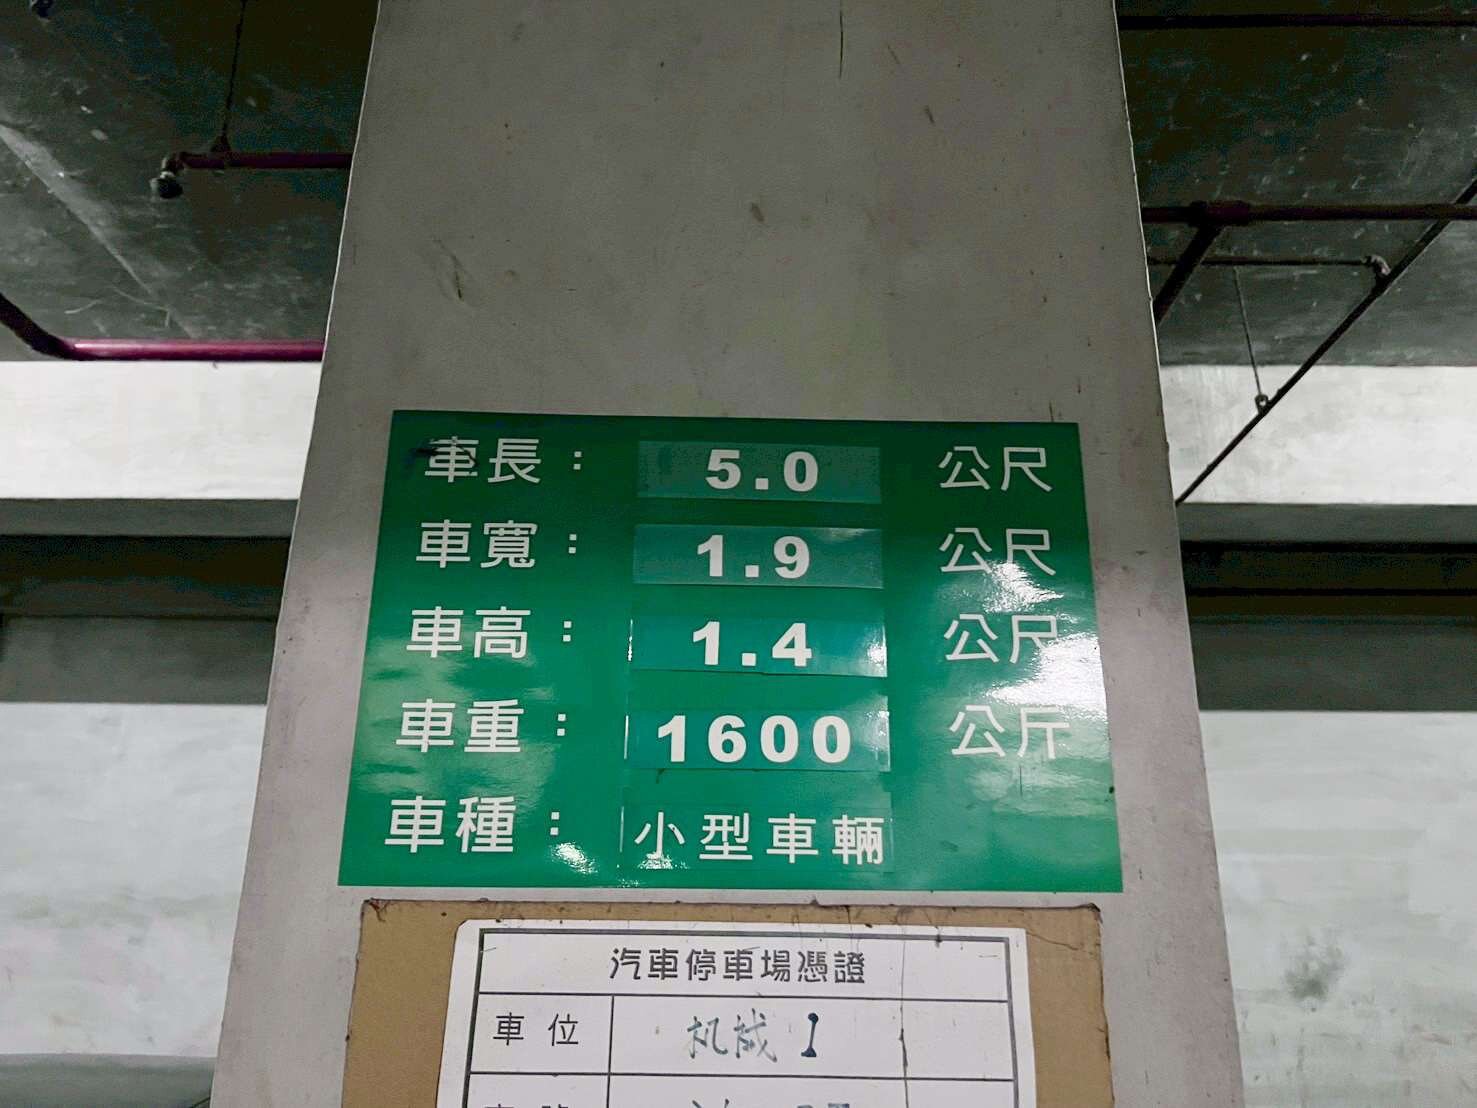 車長： 5.0 公尺
車寬： 1.9 公尺
車高： 1.4 公尺
車重： 1600 公斤
車種： 小型車輛
汽車停車場憑證
車位 机械 1